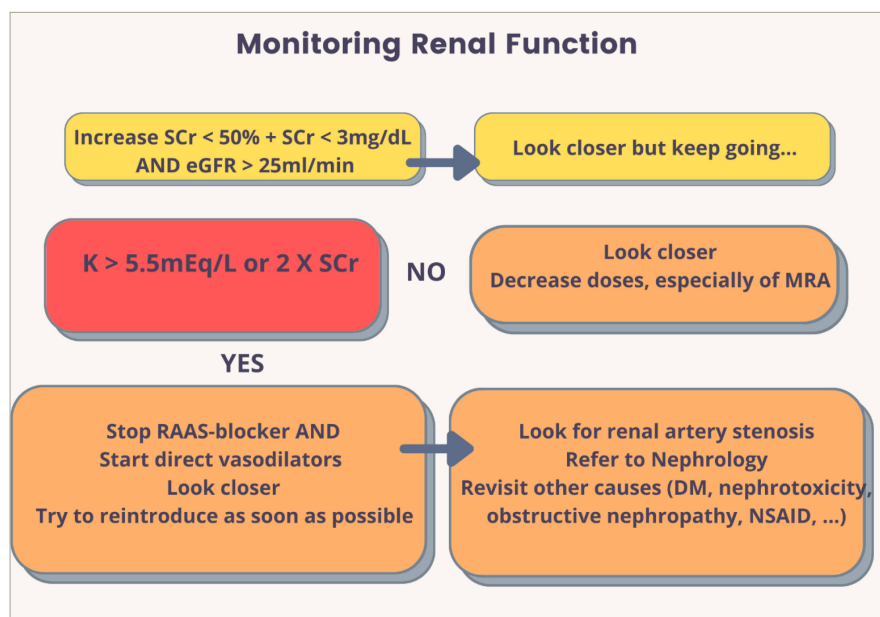 Monitoring Renal Function
Increase SCr < 50% + SCr < 3mg/dL
AND eGFR > 25ml/min
Look closer but keep going...
K > 5.5mEq/L or 2 X SCr
NO
Look closer
Decrease doses, especially of MRA
YES
Stop RAAS-blocker AND
Start direct vasodilators
Look closer
Try to reintroduce as soon as possible
Look for renal artery stenosis
Refer to Nephrology
Revisit other causes (DM, nephrotoxicity,
obstructive nephropathy, NSAID, ...)